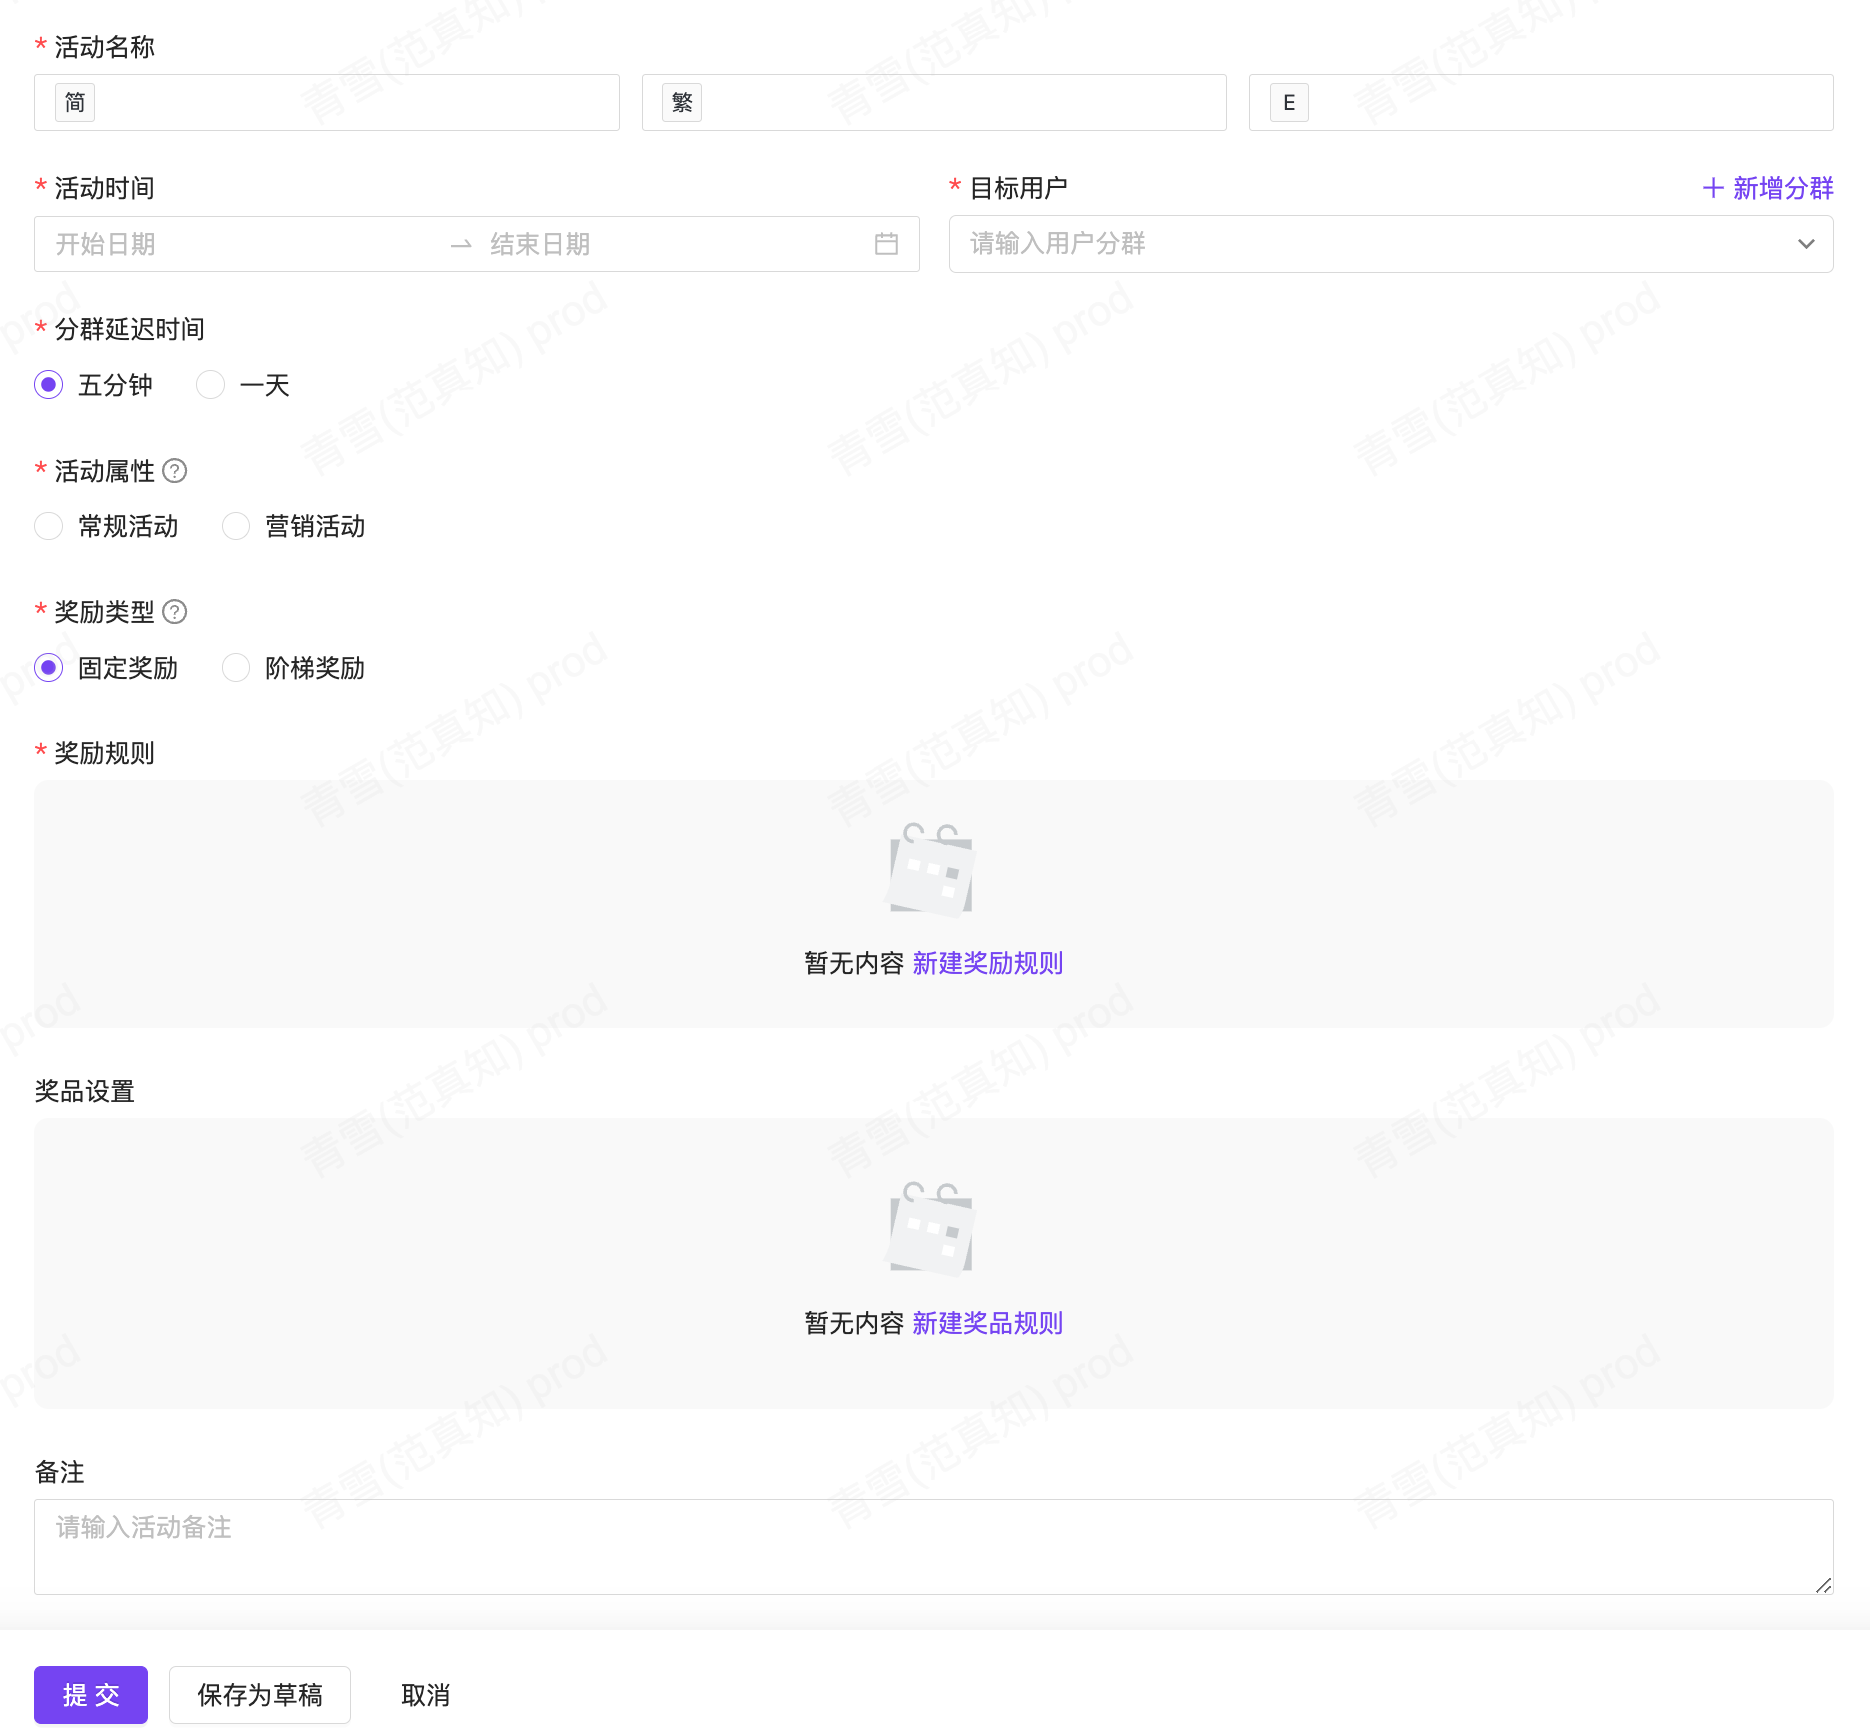 * 活动名称
简 繁 E
* 活动时间 * 目标用户 + 新增分群
开始日期 → 结束日期 请输入用户分群
* 分群延迟时间
五分钟 一天
* 活动属性 ?
常规活动 营销活动
* 奖励类型 ?
固定奖励 阶梯奖励
* 奖励规则
暂无内容 新建奖励规则
奖品设置
暂无内容 新建奖品规则
备注
请输入活动备注
提 交 保存为草稿 取消
青雪(范真知) prod